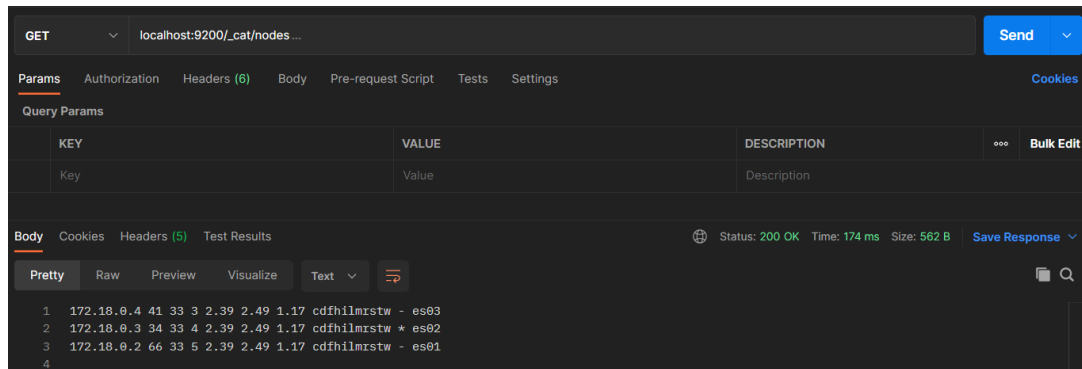 GET localhost:9200/_cat/nodes ... Send
Params Authorization Headers (6) Body Pre-request Script Tests Settings Cookies
Query Params
KEY VALUE DESCRIPTION ooo Bulk Edit
Key Value Description
Body Cookies Headers (5) Test Results Status: 200 OK Time: 174 ms Size: 562 B Save Response
Pretty Raw Preview Visualize Text
1 172.18.0.4 41 33 3 2.39 2.49 1.17 cdfhilmrstw - es03
2 172.18.0.3 34 33 4 2.39 2.49 1.17 cdfhilmrstw * es02
3 172.18.0.2 66 33 5 2.39 2.49 1.17 cdfhilmrstw - es01
4